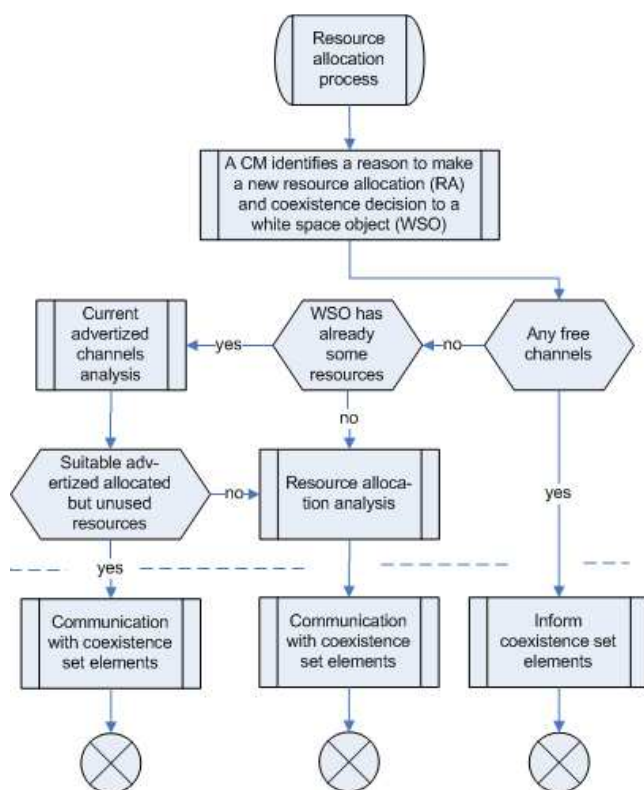 Resource
allocation
process
A CM identifies a reason to make
a new resource allocation (RA)
and coexistence decision to a
white space object (WSO)
Current
advertized
channels
analysis
yes
WSO has
already
some
resources
no
Any free
channels
no
Suitable adv-
ertized allocated
but unused
resources
no
Resource alloca-
tion analysis
yes
yes
Communication
with coexistence
set elements
Communication
with coexistence
set elements
Inform
coexistence set
elements